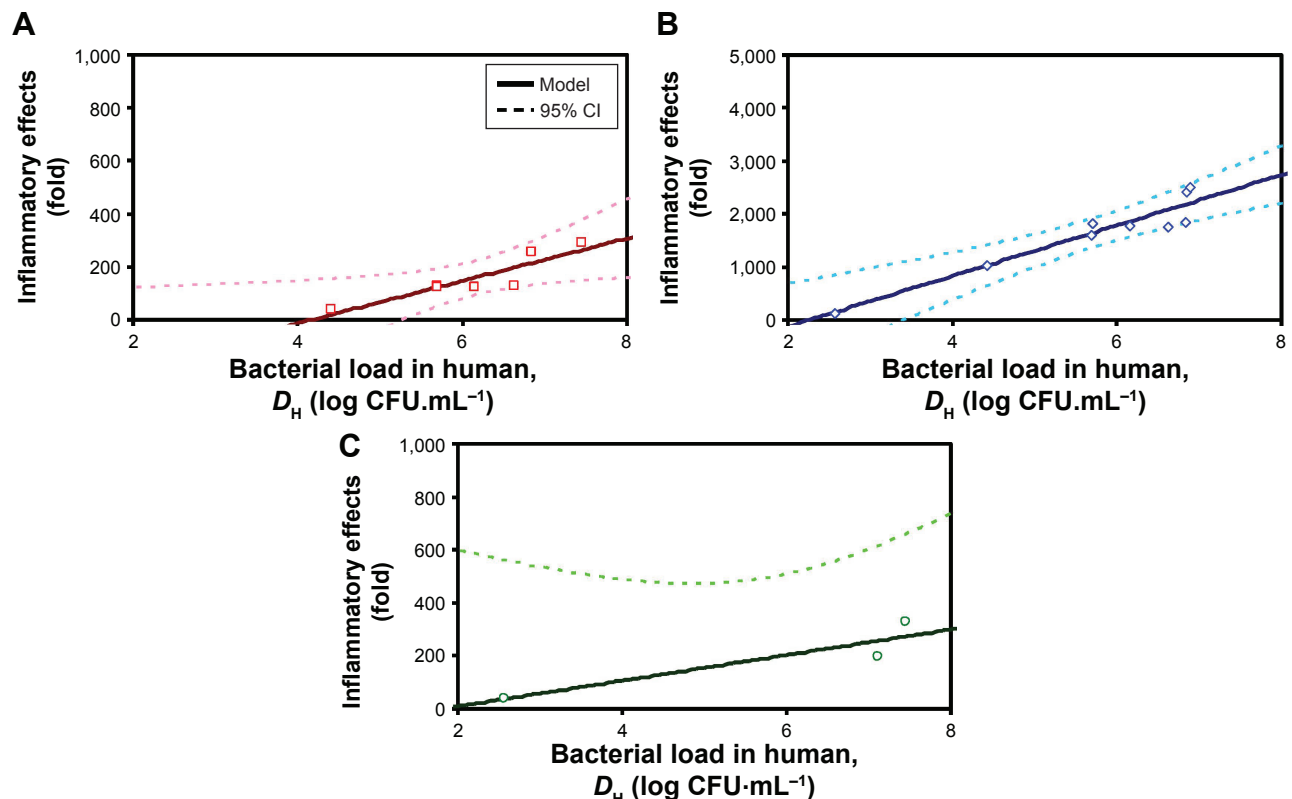 A
Inflammatory effects
(fold)
1,000
800
600
400
200
0
2
4
6
8
Model
95% CI
Bacterial load in human,
D_H (log CFU.mL⁻¹)
B
Inflammatory effects
(fold)
5,000
4,000
3,000
2,000
1,000
0
2
4
6
8
Bacterial load in human,
D_H (log CFU.mL⁻¹)
C
Inflammatory effects
(fold)
1,000
800
600
400
200
0
2
4
6
8
Bacterial load in human,
D_H (log CFU·mL⁻¹)